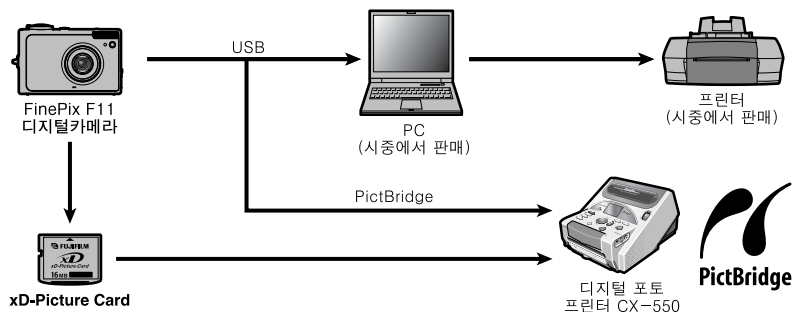 USB
FinePix F11
디지털카메라
PC
(시중에서 판매)
프린터
(시중에서 판매)
PictBridge
FUJIFILM
xD
xD-Picture Card
16MB
xD-Picture Card
디지털 포토
프린터 CX-550
PictBridge